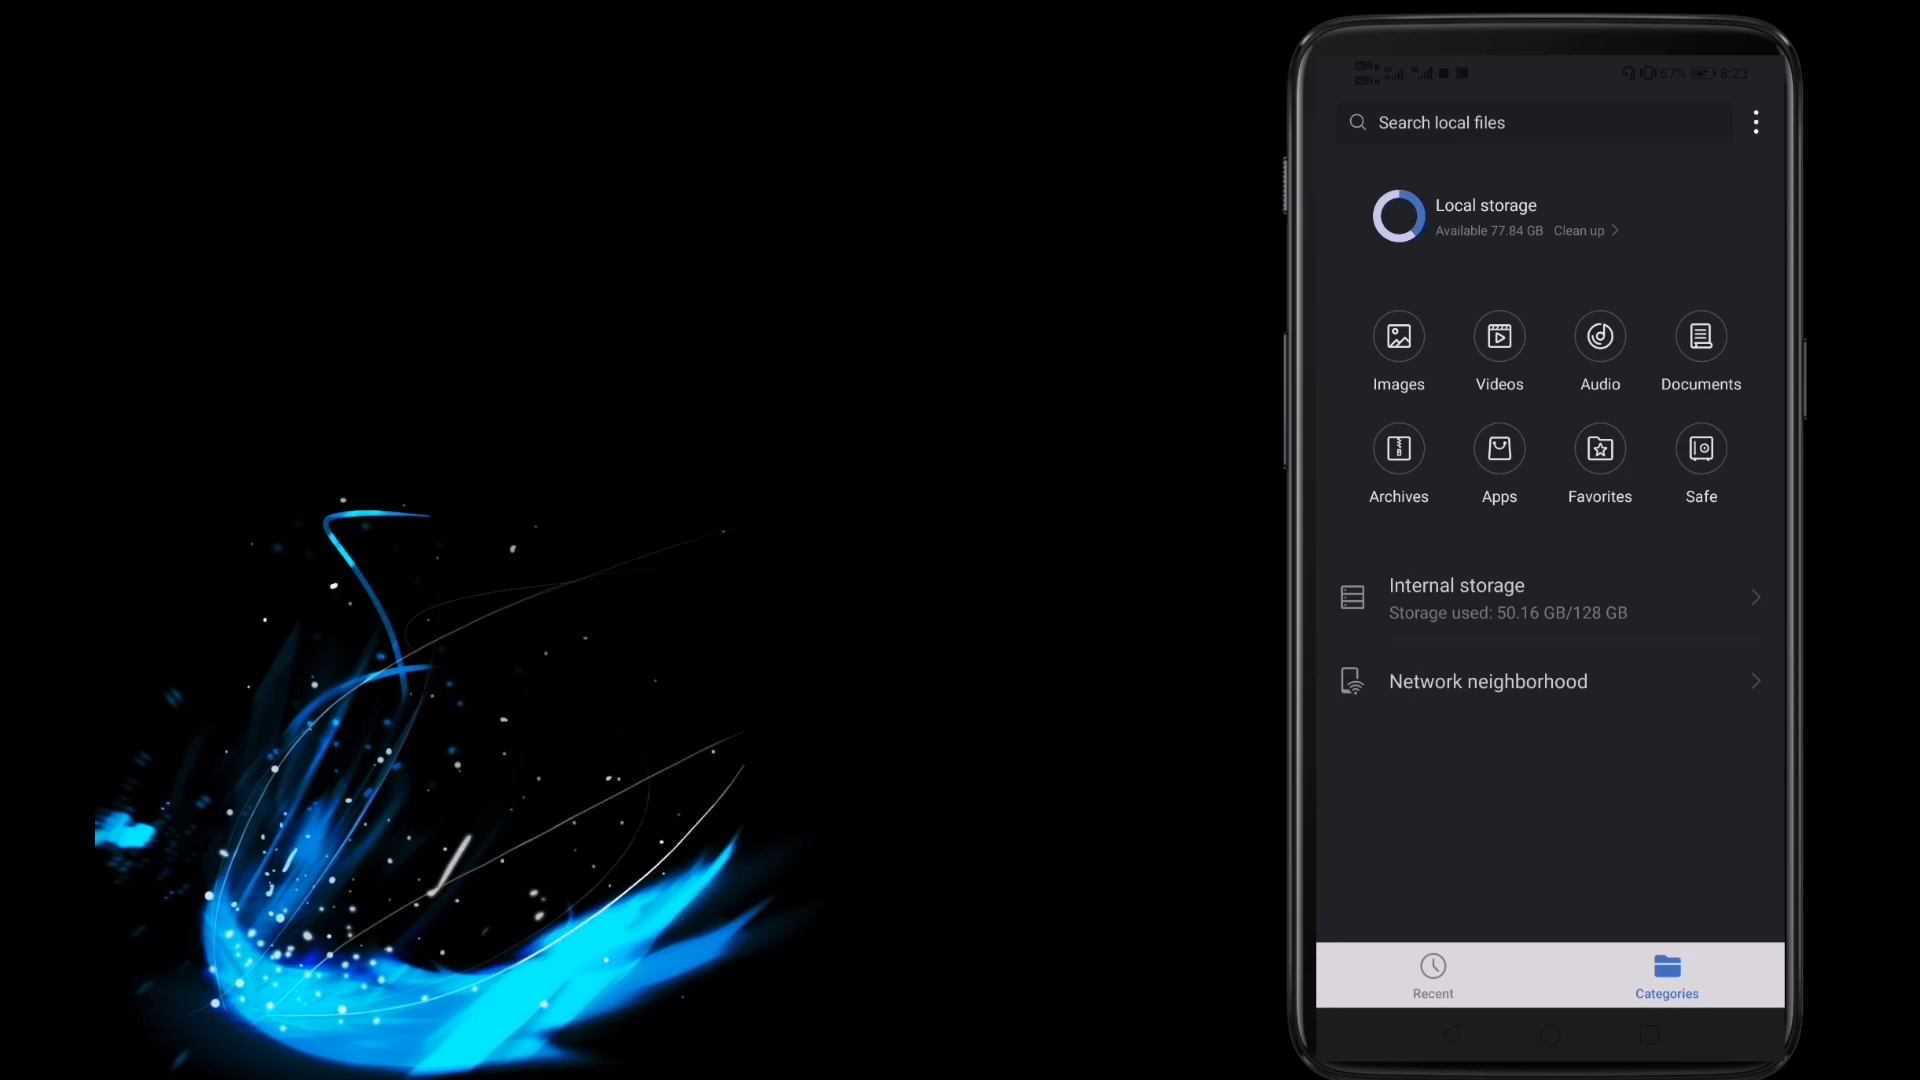 67% 8:23
Search local files
Local storage
Available 77.84 GB Clean up
Images Videos Audio Documents
Archives Apps Favorites Safe
Internal storage
Storage used: 50.16 GB/128 GB
Network neighborhood
Recent Categories